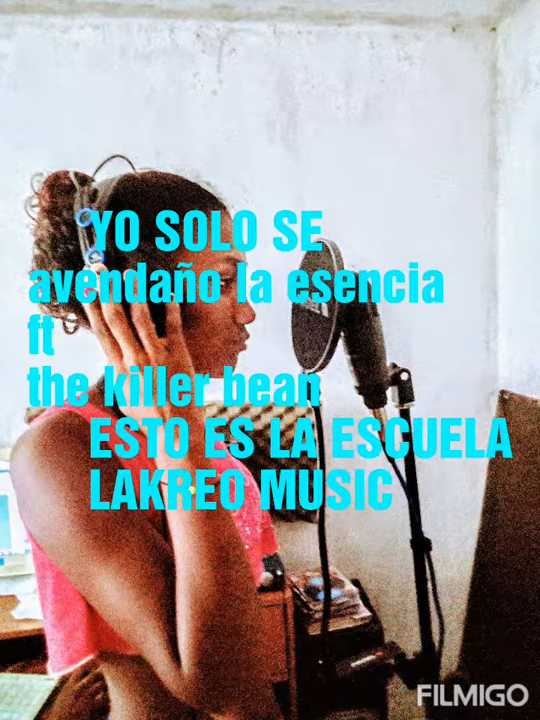 YO SOLO SE
avendaño la esencia
ft
the killer bean
ESTO ES LA ESCUELA
LAKREO MUSIC
FILMIGO